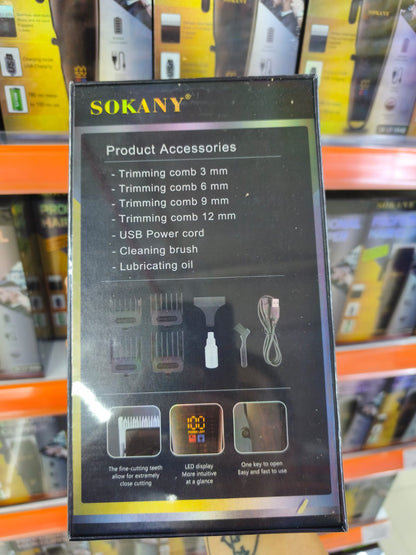 SOKANY
SOKANY®
Product Accessories
- Trimming comb 3 mm
- Trimming comb 6 mm
- Trimming comb 9 mm
- Trimming comb 12 mm
- USB Power cord
- Cleaning brush
- Lubricating oil
100
The fine-cutting teeth
allow for extremely
close cutting
LED display
More intuitive
at a glance
One key to open
Easy and fast to use